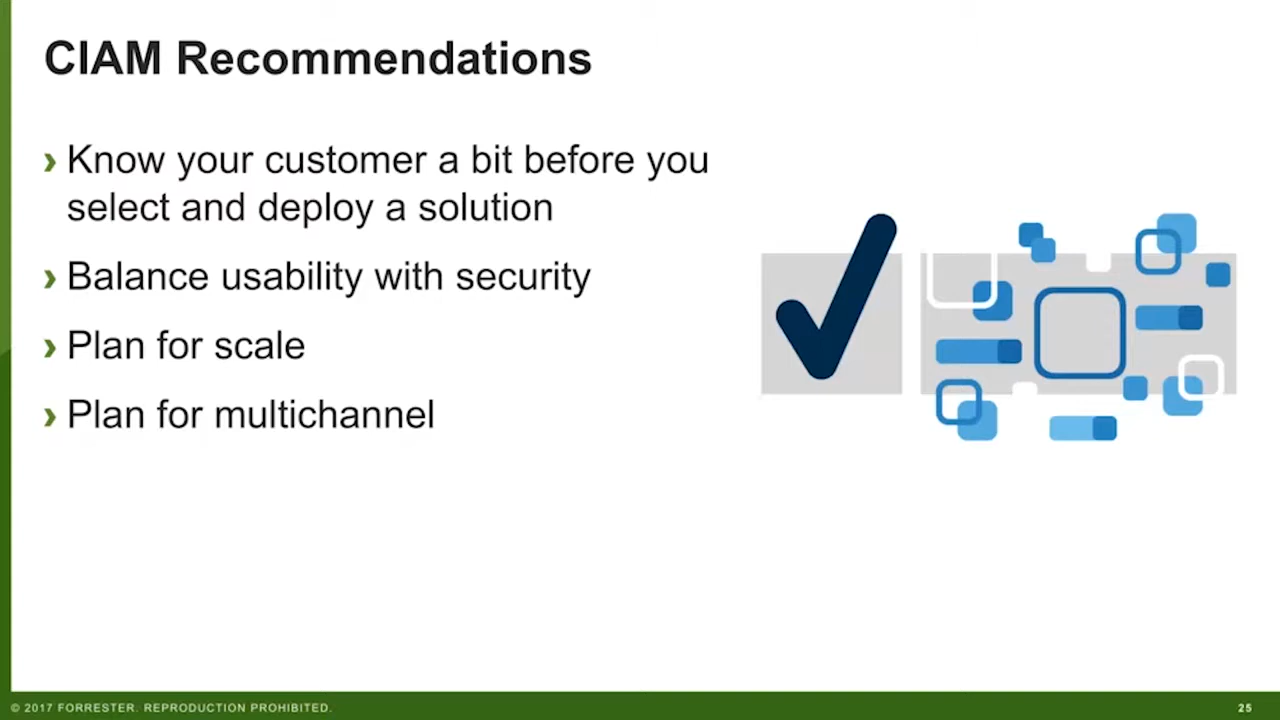 CIAM Recommendations
› Know your customer a bit before you
select and deploy a solution
› Balance usability with security
› Plan for scale
› Plan for multichannel
© 2017 FORRESTER. REPRODUCTION PROHIBITED.
25